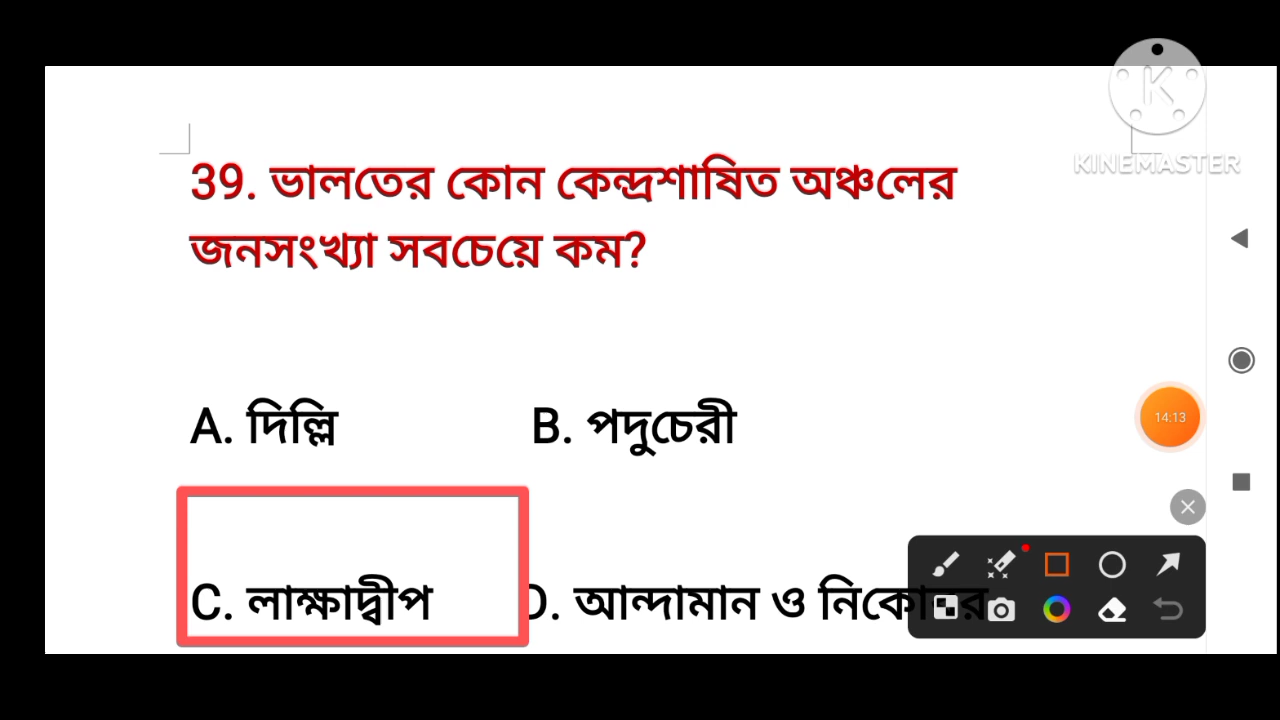 KINEMASTER
39. ভালতের কোন কেন্দ্রশাষিত অঞ্চলের
জনসংখ্যা সবচেয়ে কম?
A. দিল্লি B. পদুচেরী
14:13
C. লাক্ষাদ্বীপ D. আন্দামান ও